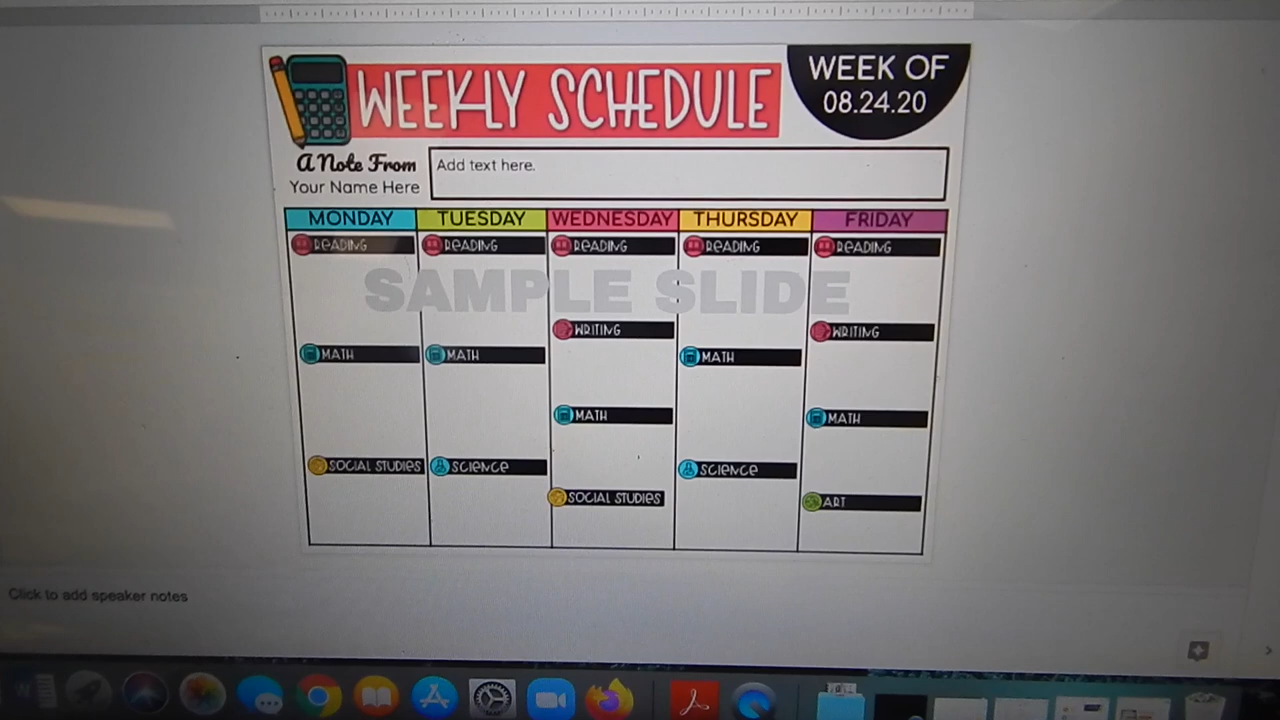 WEEKLY SCHEDULE
WEEK OF
08.24.20
A Note From
Your Name Here
Add text here.
MONDAY TUESDAY WEDNESDAY THURSDAY FRIDAY
READING READING READING READING READING
SAMPLE SLIDE
WRITING WRITING
MATH MATH MATH
MATH MATH
SOCIAL STUDIES SCIENCE SCIENCE
SOCIAL STUDIES ART
Click to add speaker notes